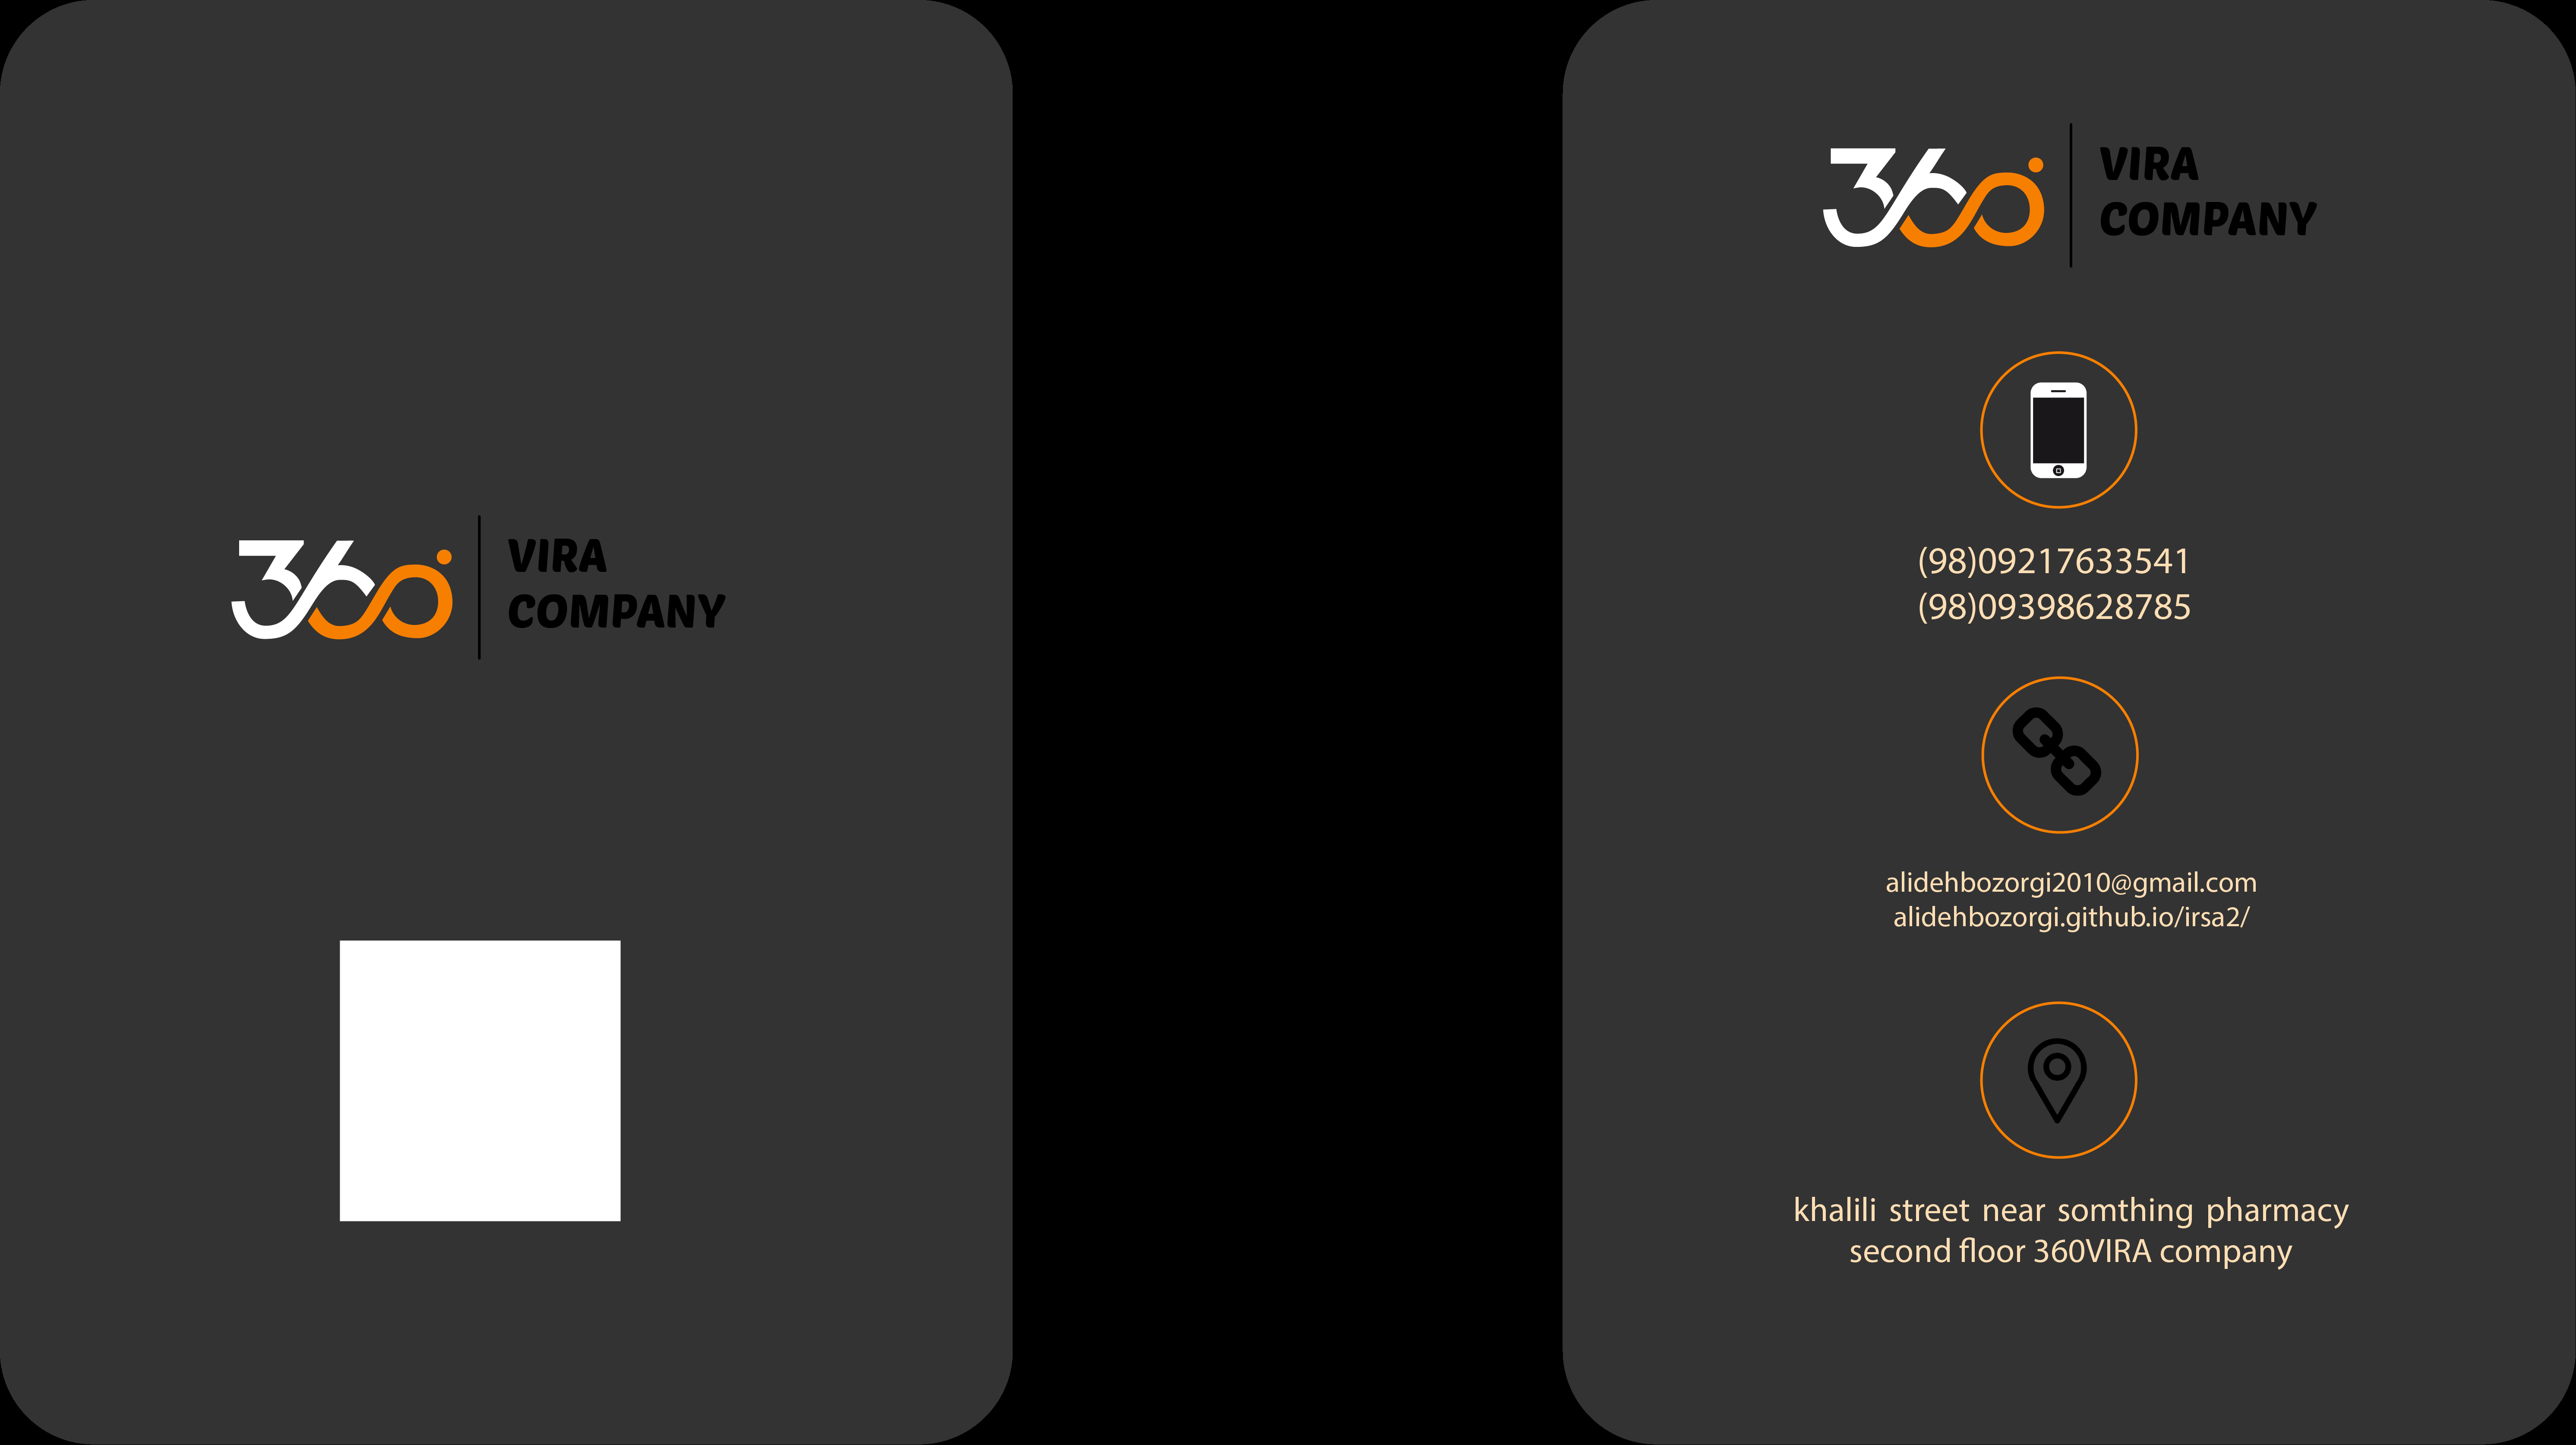 360
VIRA
COMPANY
360
VIRA
COMPANY
(98)09217633541
(98)09398628785
alidehbozorgi2010@gmail.com
alidehbozorgi.github.io/irsa2/
khalili street near somthing pharmacy
second floor 360VIRA company